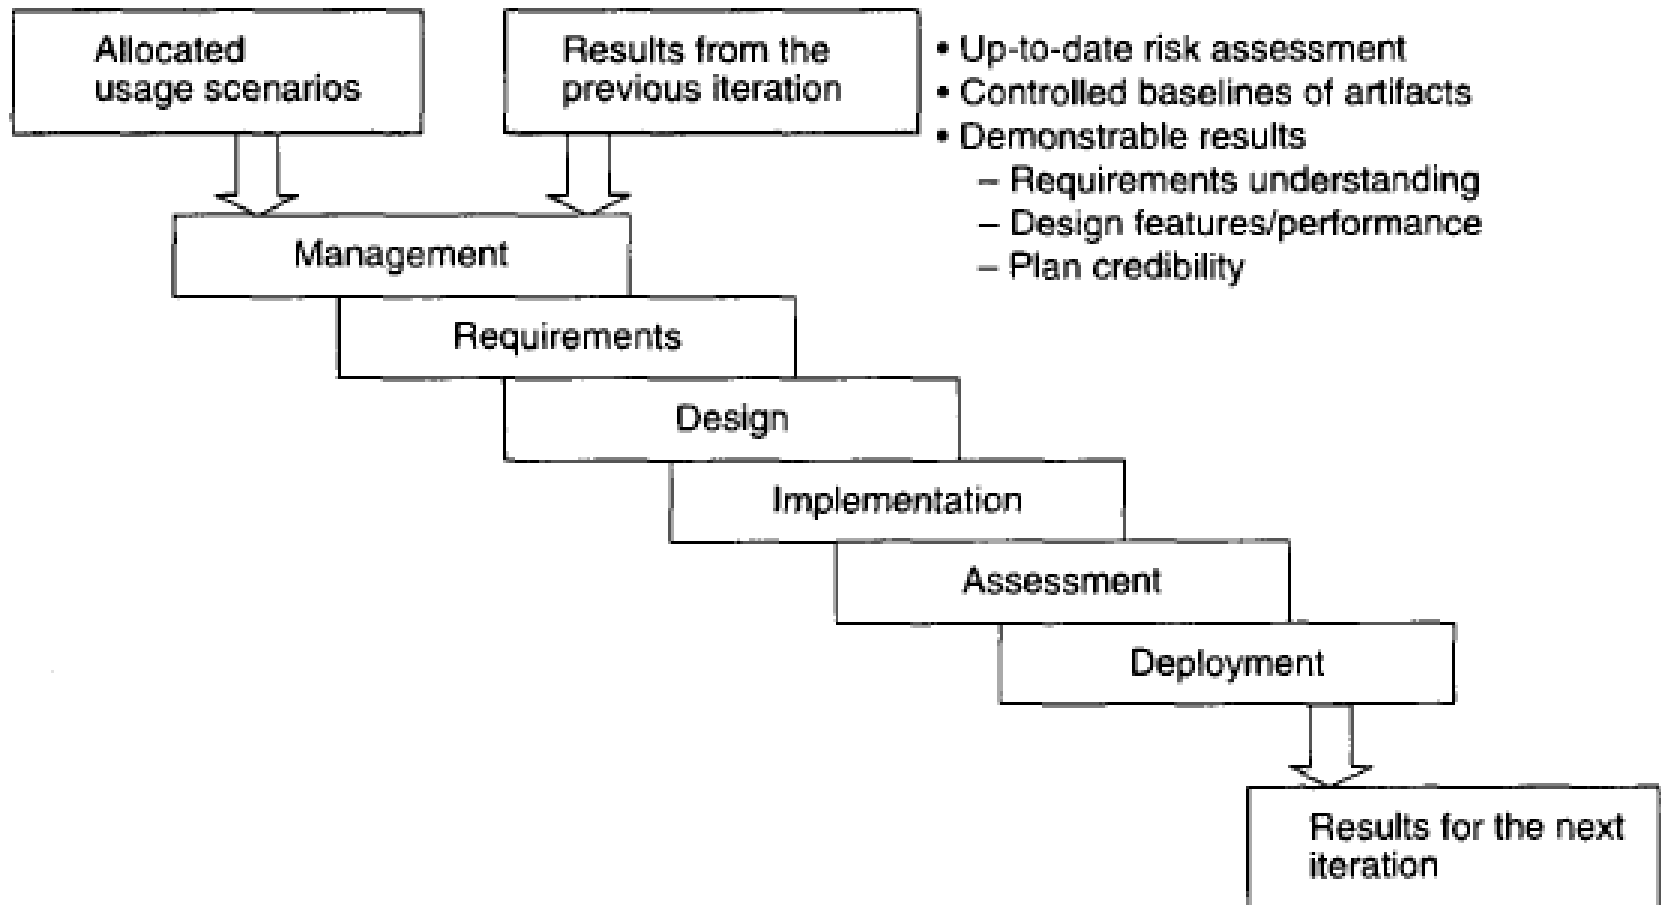 Allocated
usage scenarios
Results from the
previous iteration
• Up-to-date risk assessment
• Controlled baselines of artifacts
• Demonstrable results
– Requirements understanding
– Design features/performance
– Plan credibility
Management
Requirements
Design
Implementation
Assessment
Deployment
Results for the next
iteration